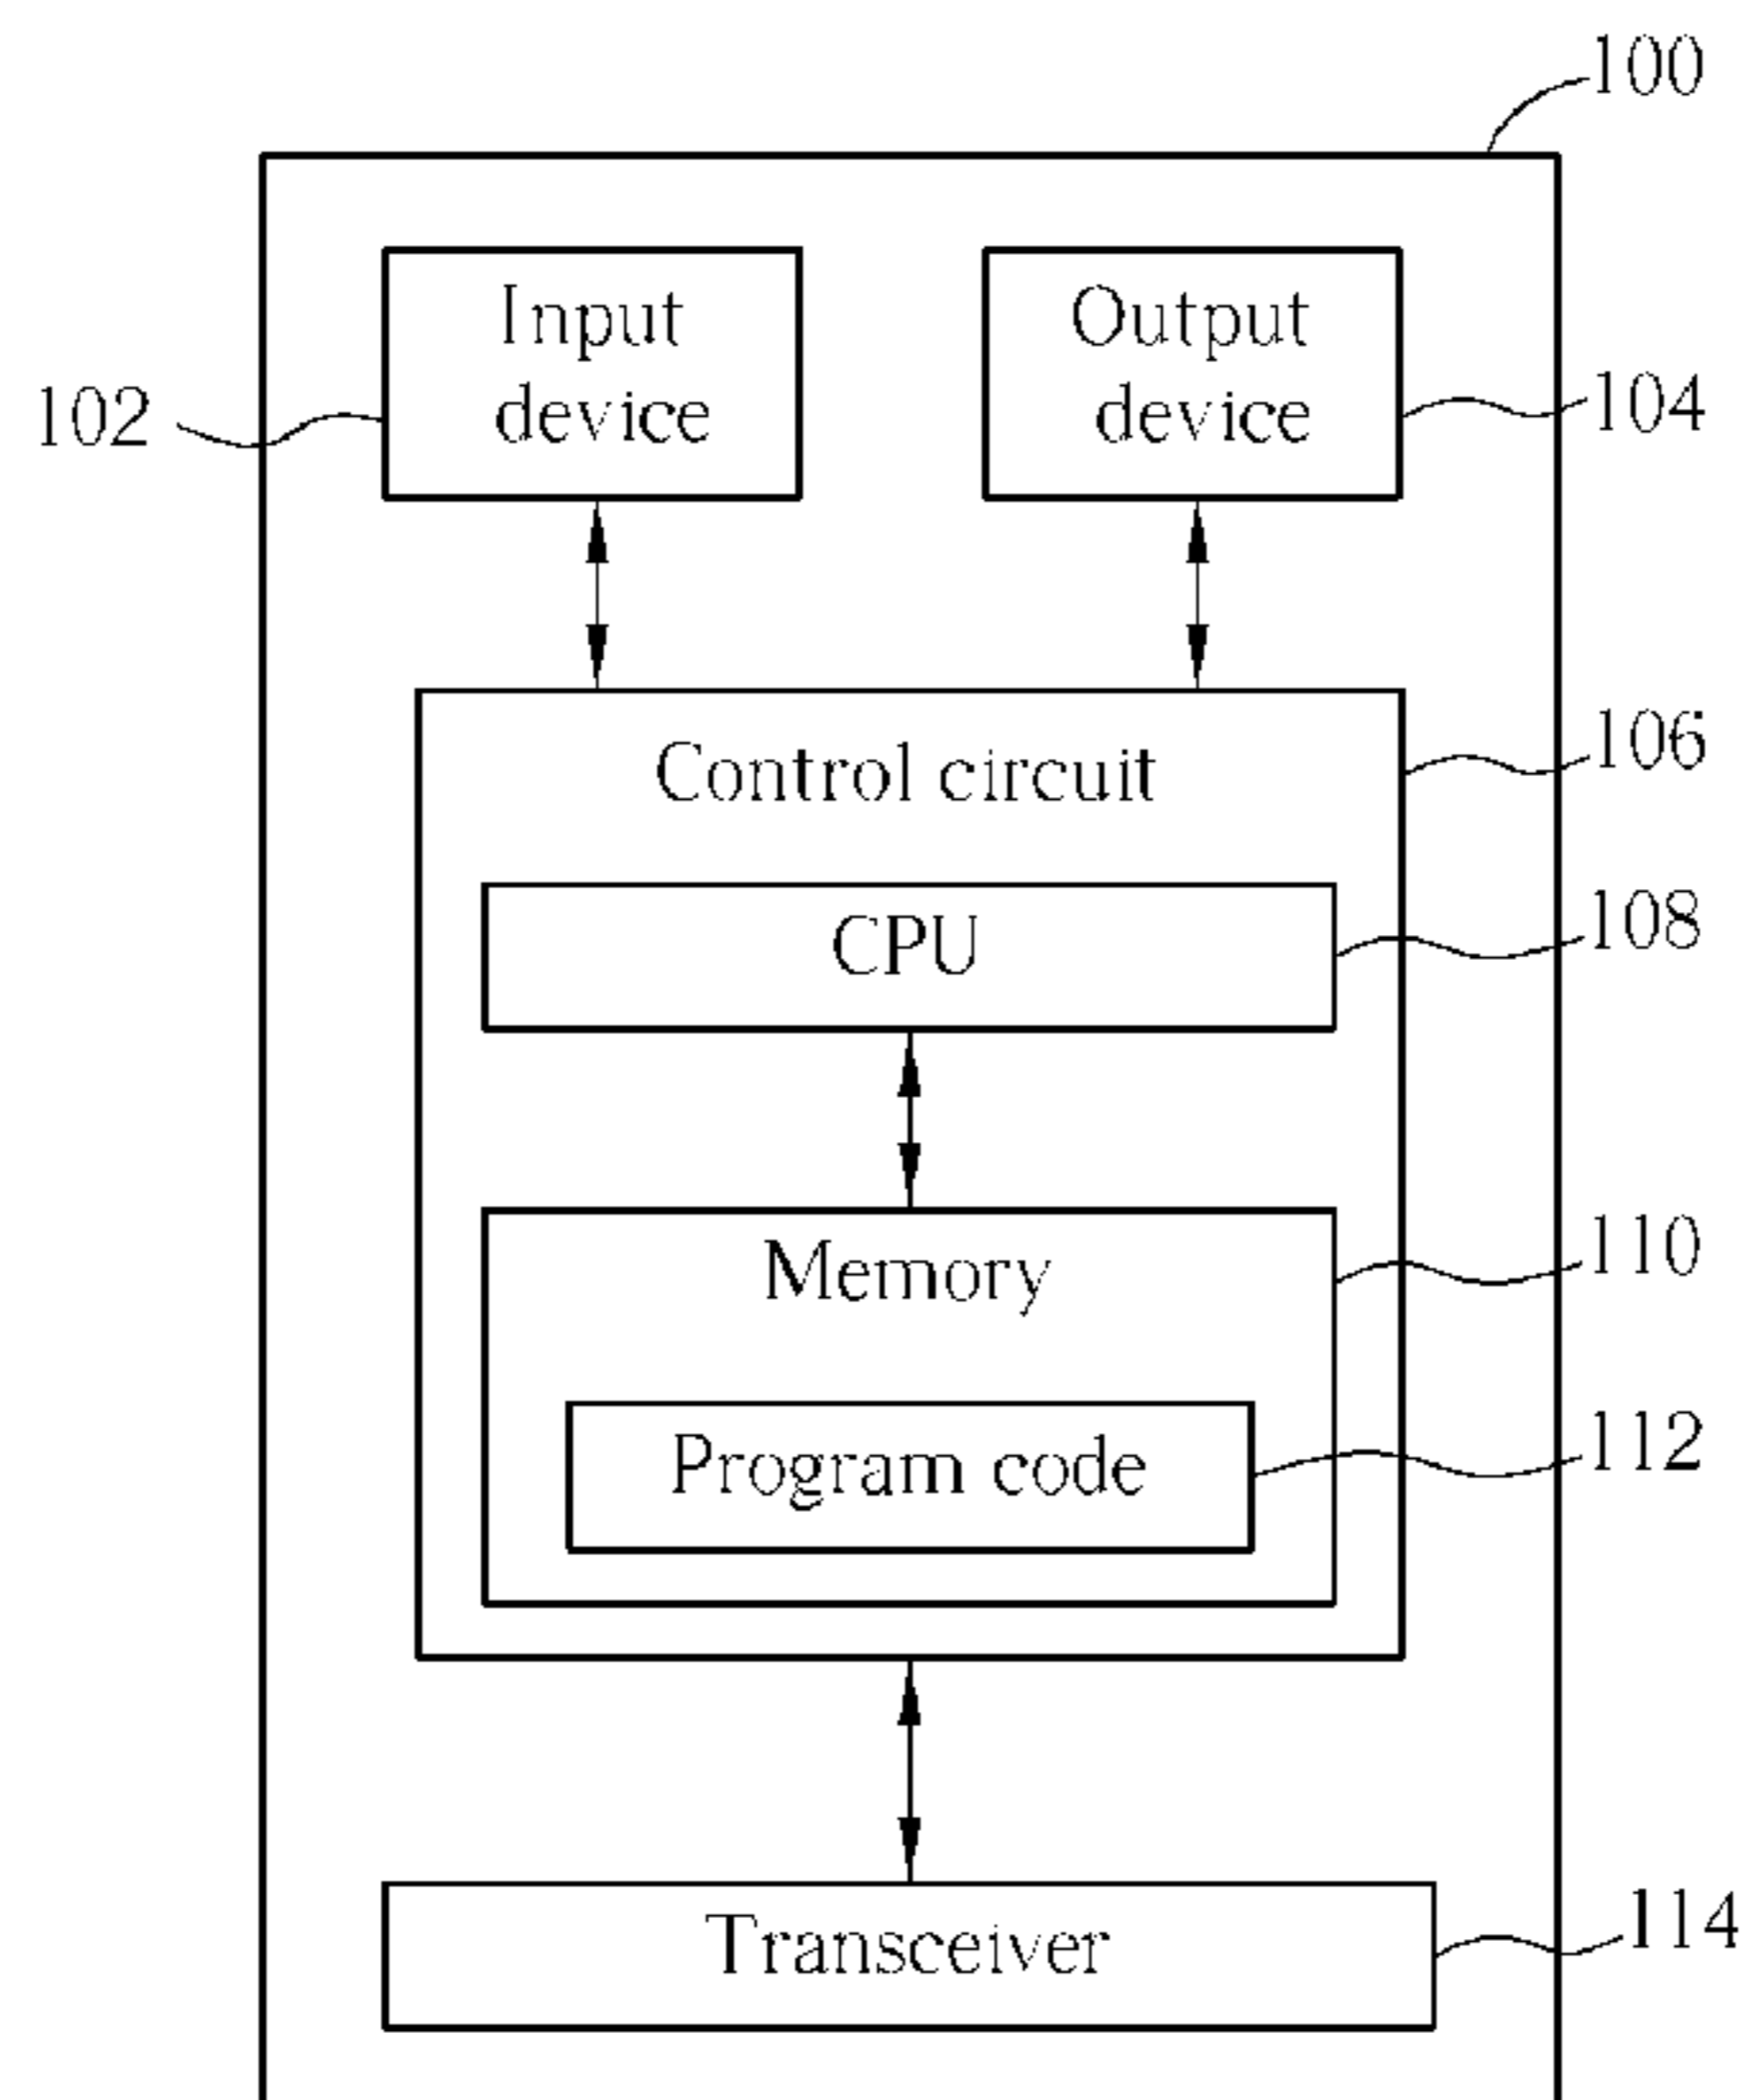 100
Input
device
Output
device
102
104
Control circuit
106
CPU
108
Memory
110
Program code
112
Transceiver
114